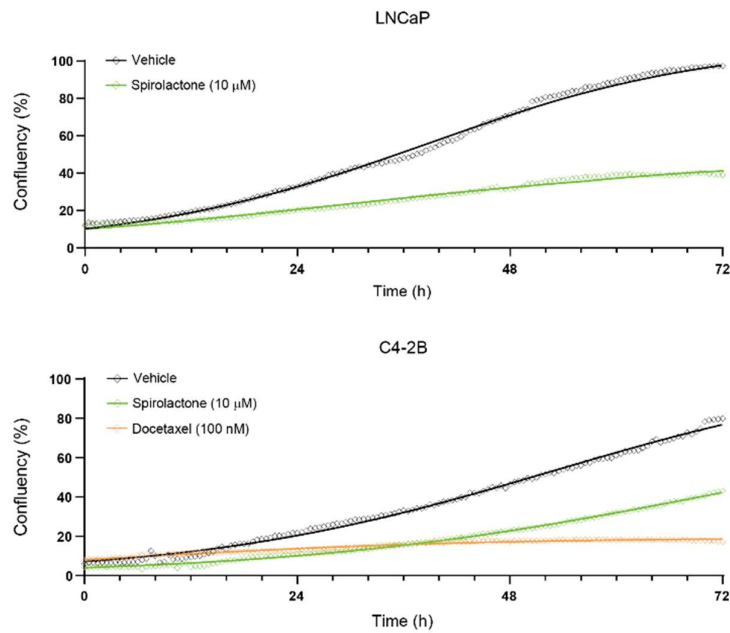 LNCaP
Vehicle
Spirolactone (10 μM)
Confluency (%)
100
80
60
40
20
0
0 24 48 72
Time (h)
C4-2B
Vehicle
Spirolactone (10 μM)
Docetaxel (100 nM)
Confluency (%)
100
80
60
40
20
0
0 24 48 72
Time (h)